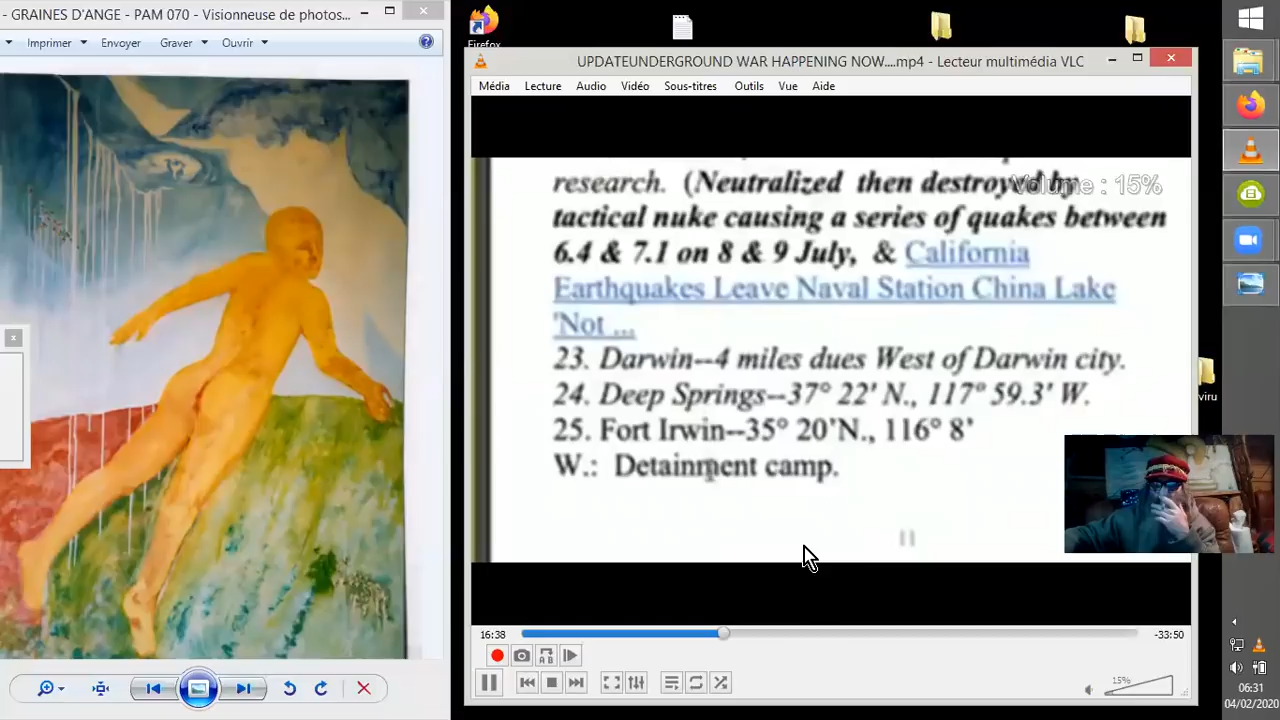 GRAINES D'ANGE - PAM 070 - Visionneuse de photos...
Imprimer
Envoyer
Graver
Ouvrir
Firefox
UPDATEUNDERGROUND WAR HAPPENING NOW....mp4 - Lecteur multimédia VLC
Média Lecture Audio Vidéo Sous-titres Outils Vue Aide
Volume : 15%
research. (Neutralized then destroyed by
tactical nuke causing a series of quakes between
6.4 & 7.1 on 8 & 9 July, & California
Earthquakes Leave Naval Station China Lake
'Not ...
23. Darwin--4 miles dues West of Darwin city.
24. Deep Springs--37° 22' N., 117° 59.3' W.
25. Fort Irwin--35° 20'N., 116° 8'
W.: Detainment camp.
viru
x
16:38
-33:50
15%
06:31
04/02/2020